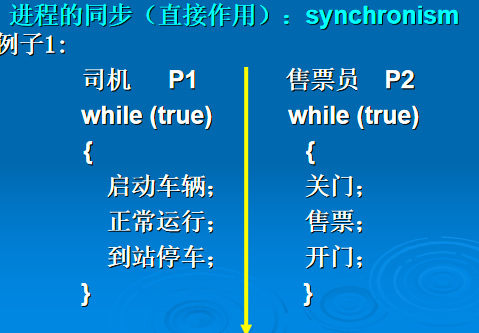 进程的同步（直接作用）：synchronism
例子1：
司机 P1 售票员 P2
while (true) while (true)
{ {
启动车辆； 关门；
正常运行； 售票；
到站停车； 开门；
} }